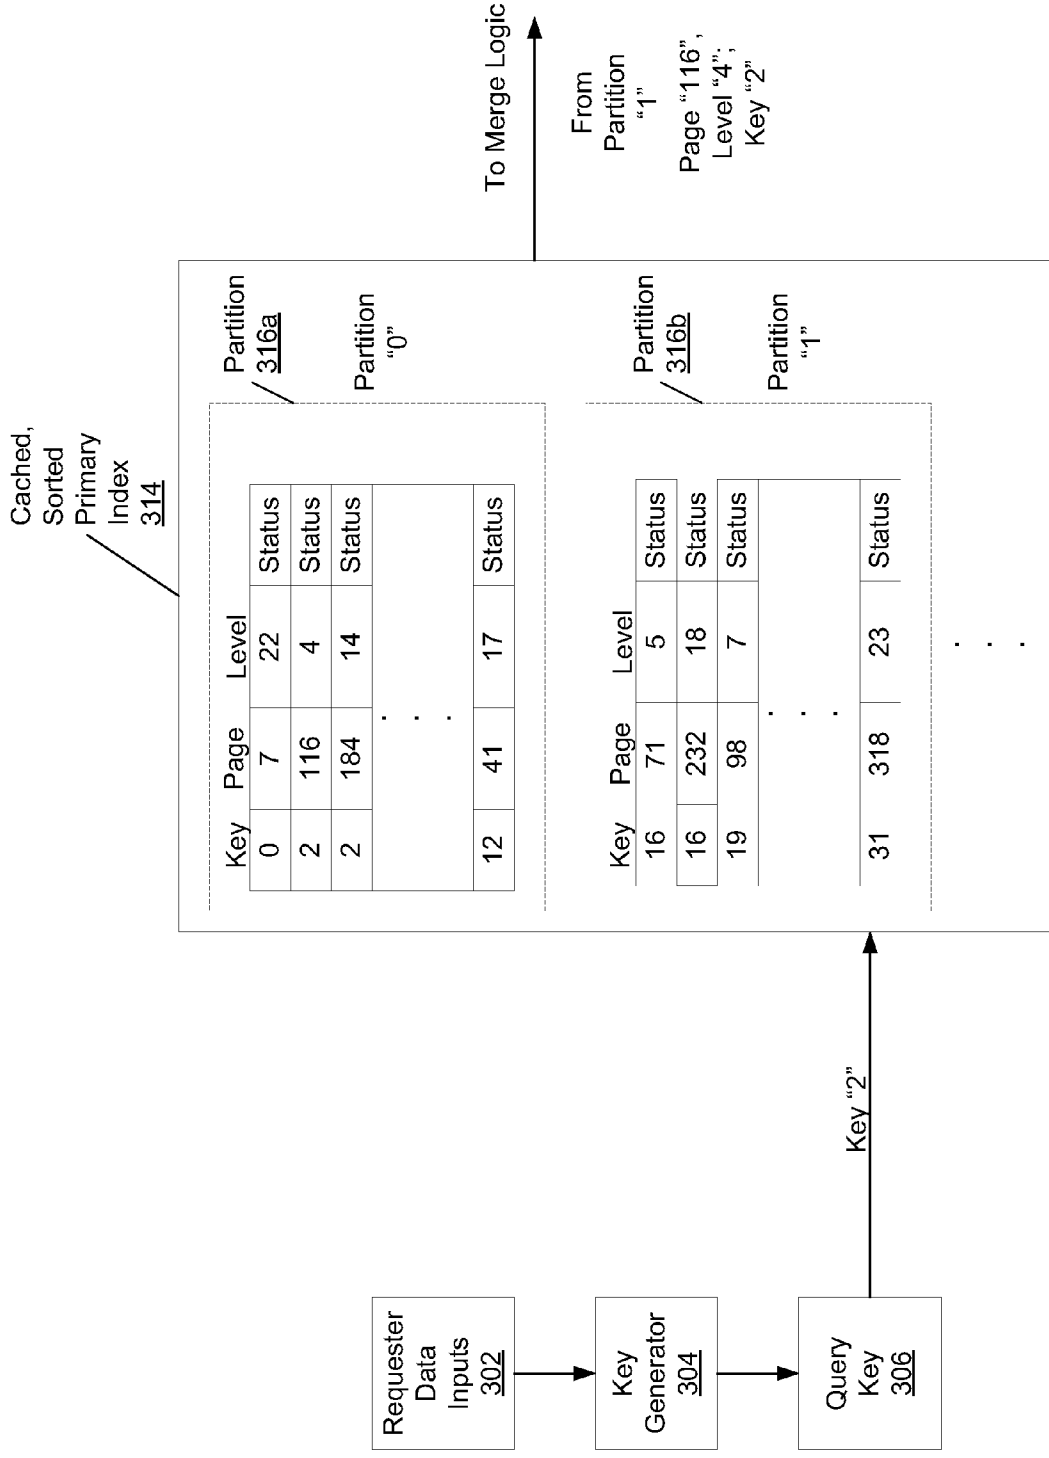 Cached,
Sorted
Primary
Index
314
Partition
316a
Partition
“0”
Key Page Level
0 7 22 Status
2 116 4 Status
2 184 14 Status
. . .
12 41 17 Status
Partition
316b
Partition
“1”
Key Page Level
16 71 5 Status
16 232 18 Status
19 98 7 Status
. . .
31 318 23 Status
. . .
To Merge Logic
From
Partition
“1”
Page “116”,
Level “4”;
Key “2”
Requester
Data
Inputs
302
Key
Generator
304
Query
Key
306
Key “2”